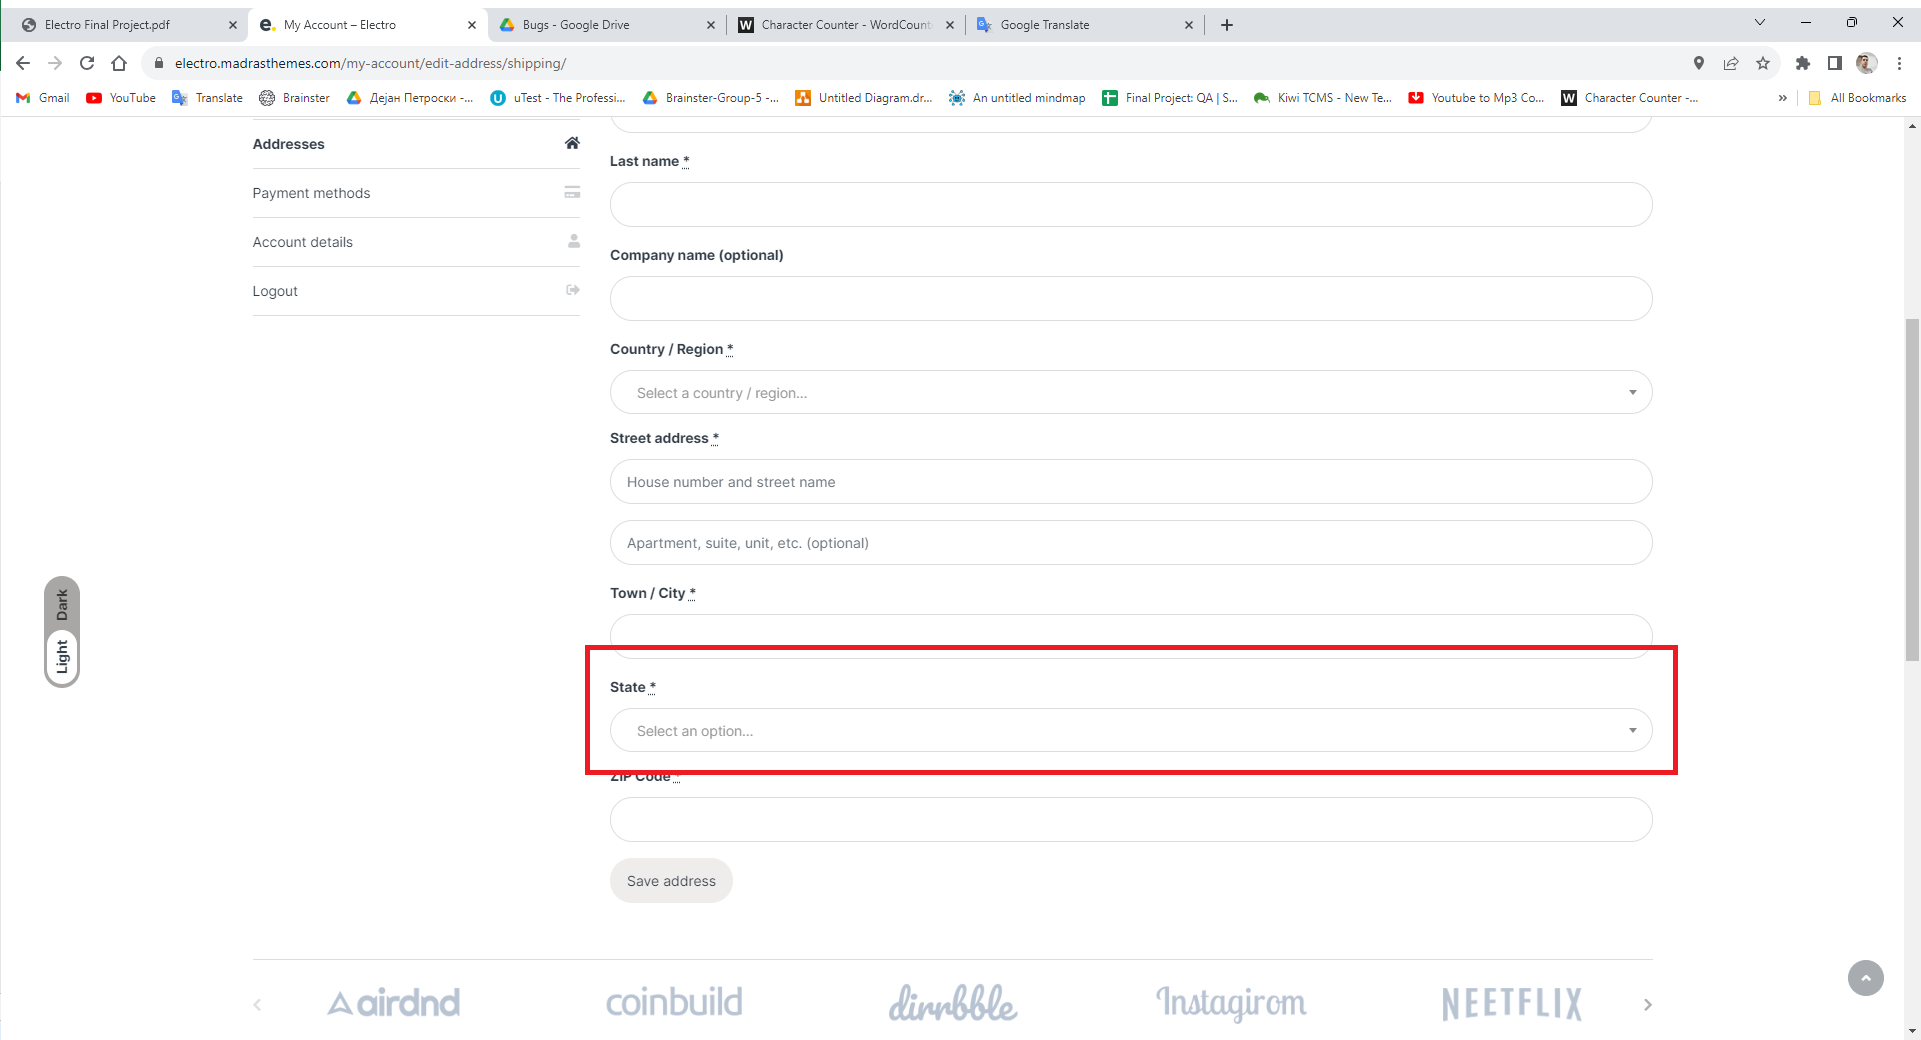 Electro Final Project.pdf
My Account – Electro
Bugs - Google Drive
Character Counter - WordCount
Google Translate
electro.madrasthemes.com/my-account/edit-address/shipping/
Gmail
YouTube
Translate
Brainster
Дејан Петроски -...
uTest - The Professi...
Brainster-Group-5 -...
Untitled Diagram.dr...
An untitled mindmap
Final Project: QA | S...
Kiwi TCMS - New Te...
Youtube to Mp3 Co...
Character Counter -...
All Bookmarks
Addresses
Payment methods
Account details
Logout
Last name *
Company name (optional)
Country / Region *
Select a country / region...
Street address *
House number and street name
Apartment, suite, unit, etc. (optional)
Town / City *
State *
Select an option...
ZIP Code *
Save address
Dark
Light
airdnd
coinbuild
dirrbbble
Instagirom
NEETFLIX